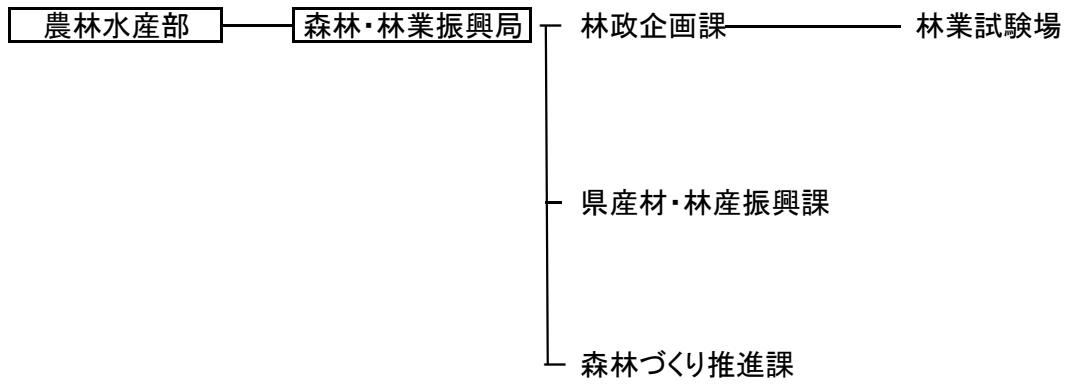 農林水産部
森林・林業振興局
林政企画課
林業試験場
県産材・林産振興課
森林づくり推進課